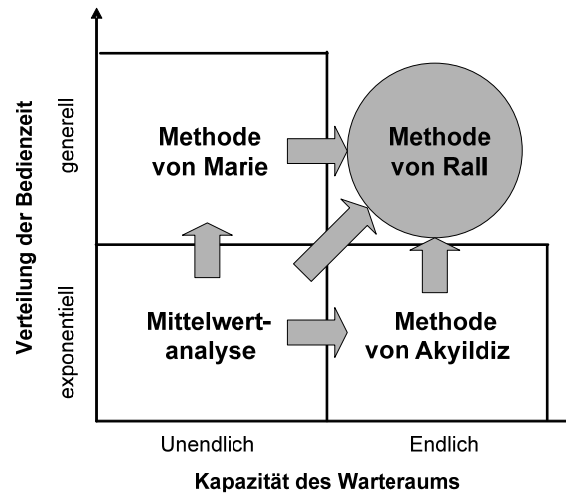 Verteilung der Bedienzeit
generell
exponentiell
Methode
von Marie
Methode
von Rall
Mittelwert-
analyse
Methode
von Akyildiz
Unendlich
Endlich
Kapazität des Warteraums